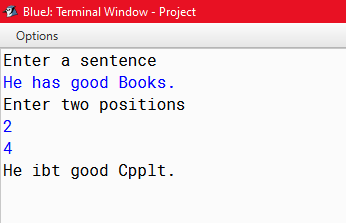 BlueJ: Terminal Window - Project
Options
Enter a sentence
He has good Books.
Enter two positions
2
4
He ibt good Cpplt.